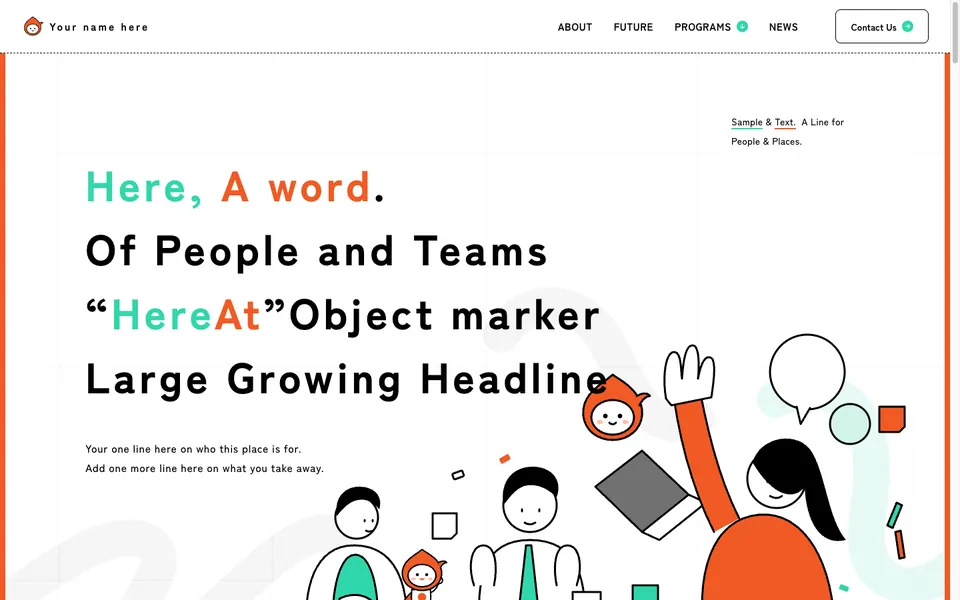 Your name here
ABOUT
FUTURE
PROGRAMS
NEWS
Contact Us
Sample & Text. A Line for
People & Places.
Here, A word.
Of People and Teams
“HereAt”Object marker
Large Growing Headline
Your one line here on who this place is for.
Add one more line here on what you take away.